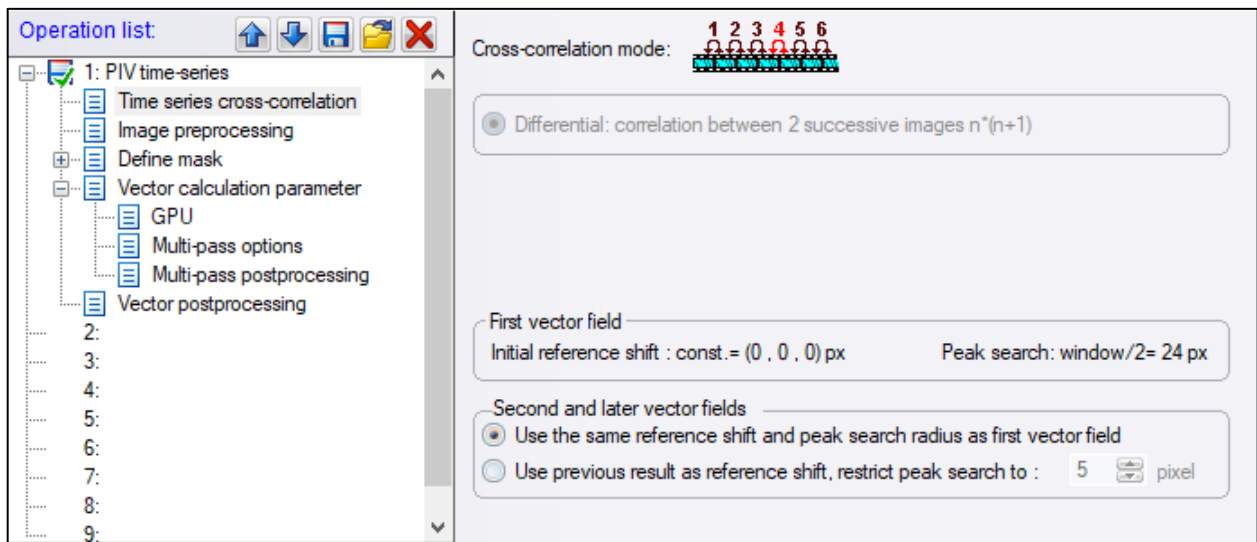 Operation list:
1: PIV time-series
Time series cross-correlation
Image preprocessing
Define mask
Vector calculation parameter
GPU
Multi-pass options
Multi-pass postprocessing
Vector postprocessing
2:
3:
4:
5:
6:
7:
8:
9:
Cross-correlation mode:
1 2 3 4 5 6
Differential: correlation between 2 successive images n*(n+1)
First vector field
Initial reference shift : const.= (0 , 0 , 0) px Peak search: window/2= 24 px
Second and later vector fields
Use the same reference shift and peak search radius as first vector field
Use previous result as reference shift, restrict peak search to : 5 pixel